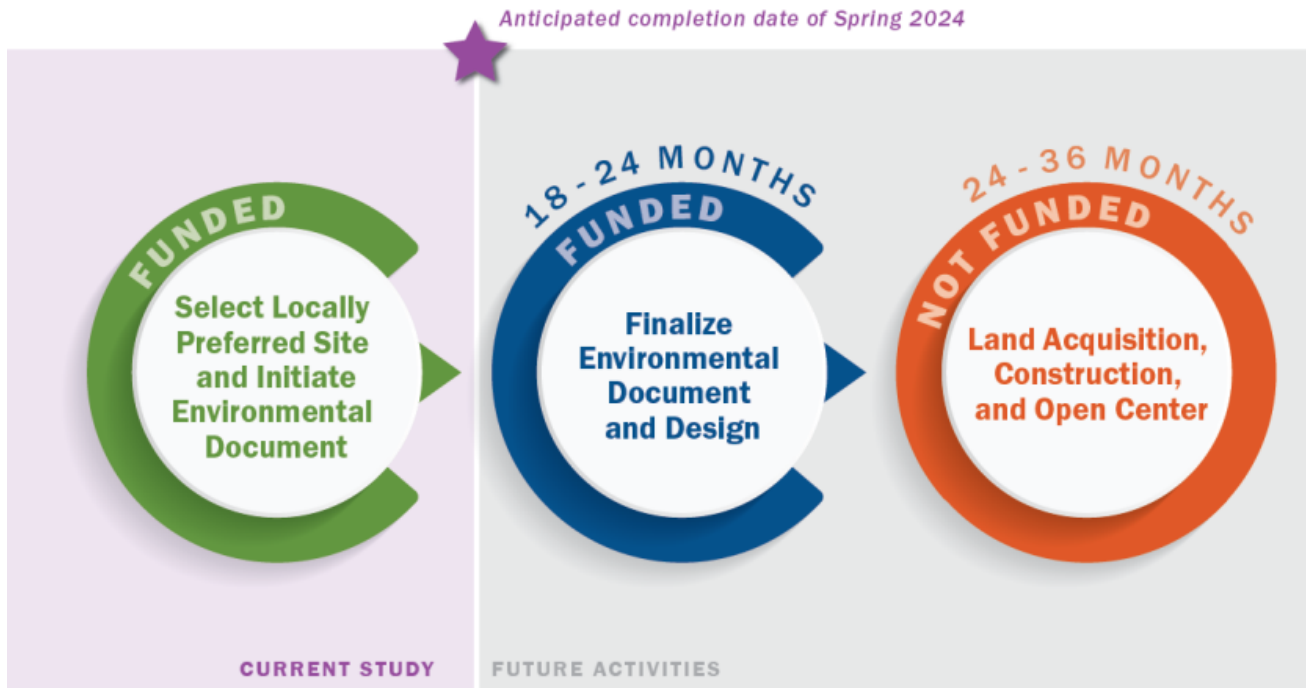 Anticipated completion date of Spring 2024
FUNDED
Select Locally
Preferred Site
and Initiate
Environmental
Document
18 - 24 MONTHS
FUNDED
Finalize
Environmental
Document
and Design
24 - 36 MONTHS
NOT FUNDED
Land Acquisition,
Construction,
and Open Center
CURRENT STUDY
FUTURE ACTIVITIES